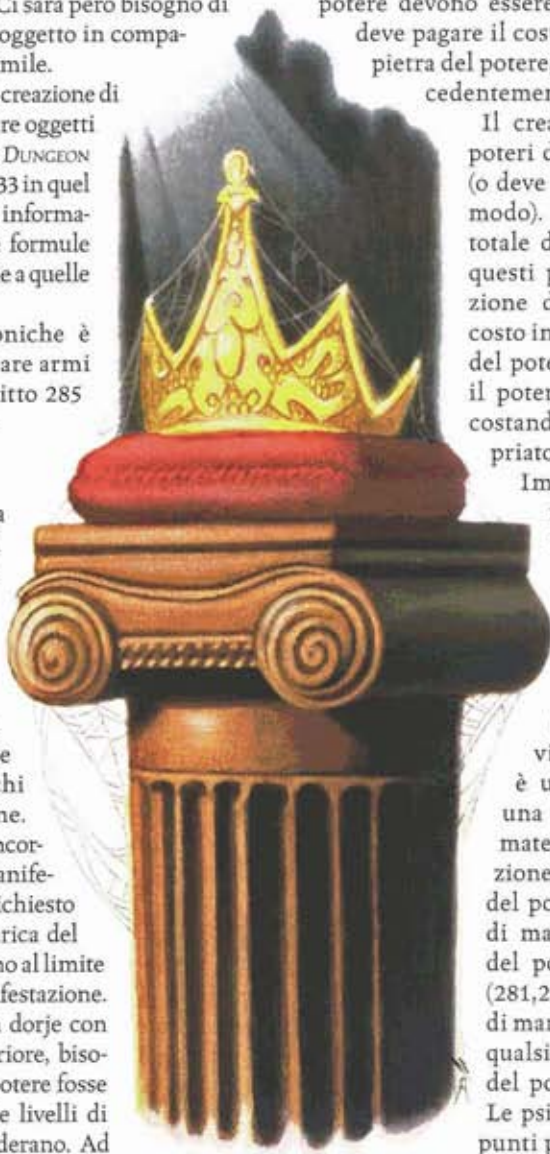 Ci sarà però bisogno di
oggetto in compa-
mile.
creazione di
re oggetti
DUNGEON
33 in quel
informa-
formule
e a quelle
oniche è
are armi
itto 285
a
e
chi
ne.
ncor-
anife-
chiesto
rica del
no al limite
festazione.
dorje con
riore, biso-
otere fosse
e livelli di
derano. Ad
potere devono essere
deve pagare il cost
pietra del potere
cedentemen
Il crea
poteri c
(o deve
modo).
totale d
questi p
zione d
costo in
del pote
il poter
costand
priato
Im
vi
è u
una
mate
zione
del po
di ma
del po
(281,2
di man
qualsi
del po
Le psi
punti p